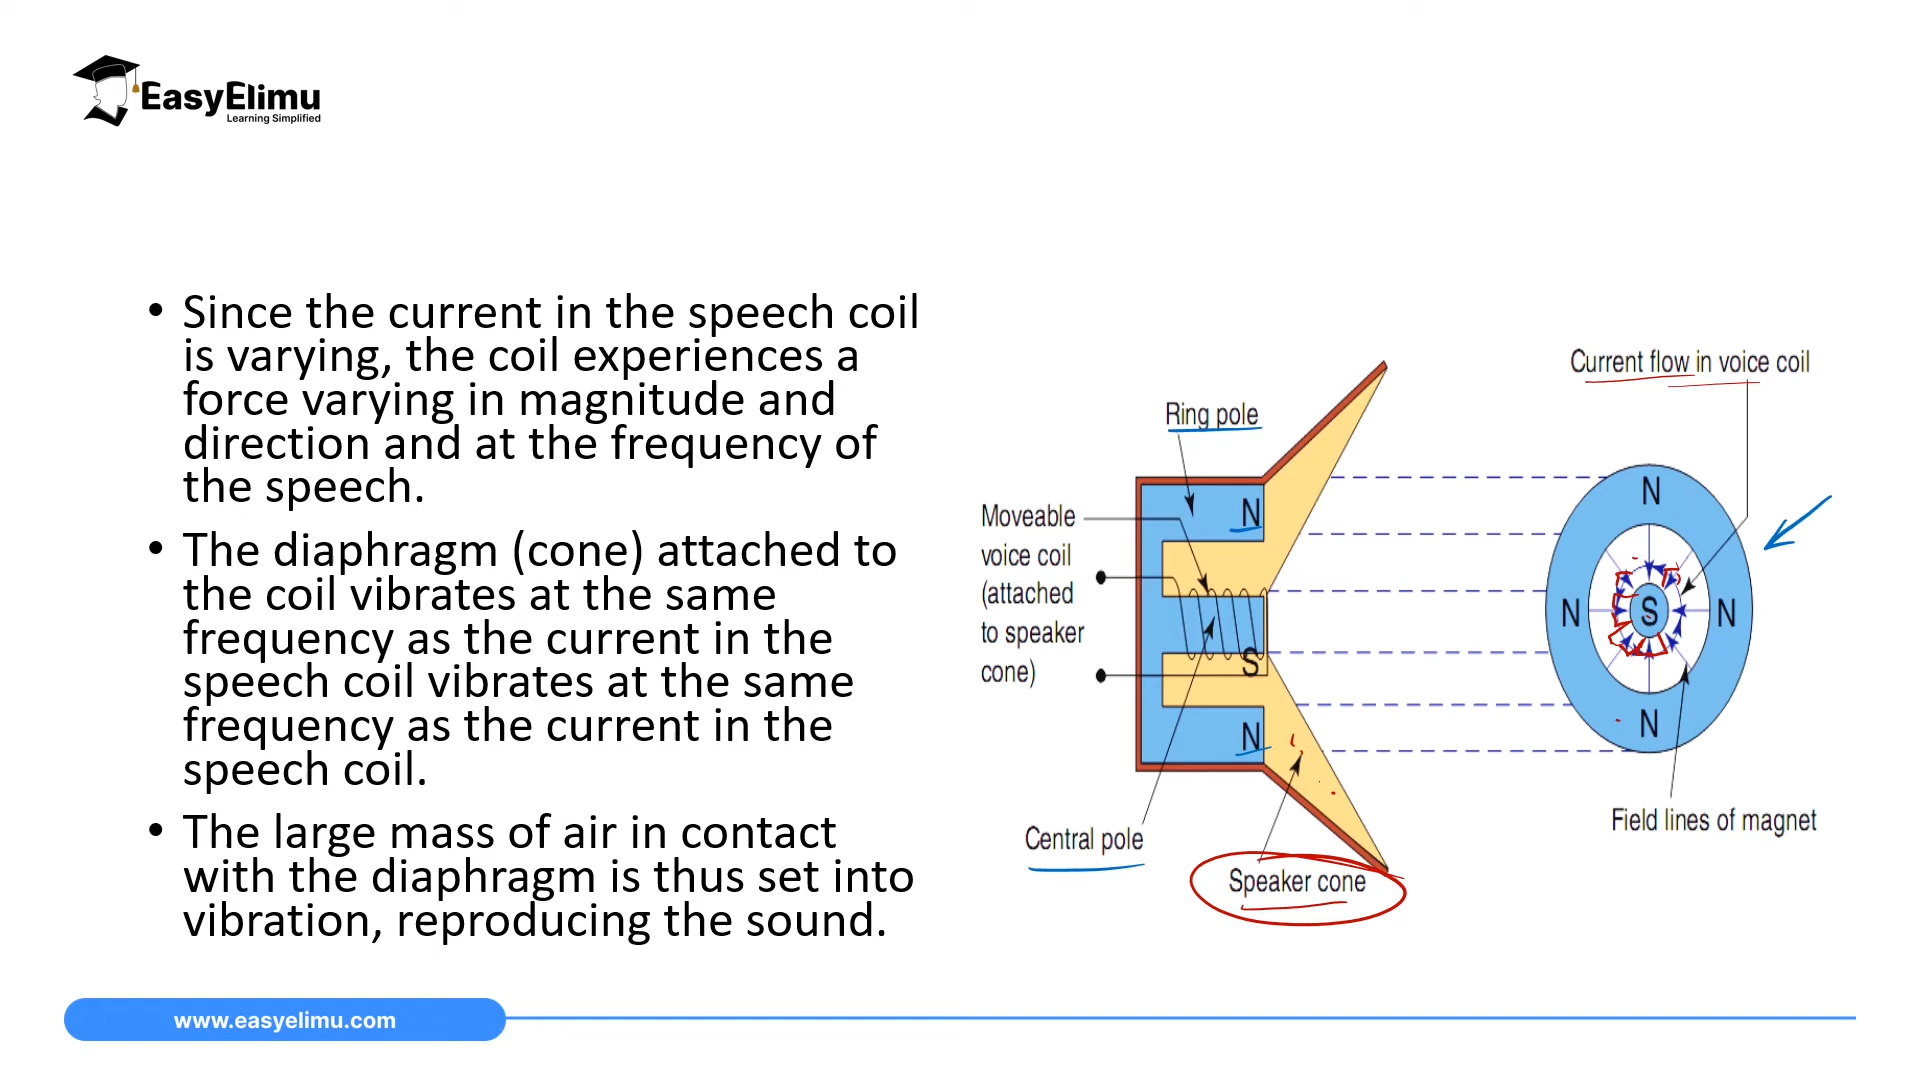 EasyElimu
Learning Simplified
• Since the current in the speech coil
is varying, the coil experiences a
force varying in magnitude and
direction and at the frequency of
the speech.
• The diaphragm (cone) attached to
the coil vibrates at the same
frequency as the current in the
speech coil vibrates at the same
frequency as the current in the
speech coil.
• The large mass of air in contact
with the diaphragm is thus set into
vibration, reproducing the sound.
Current flow in voice coil
Ring pole
N
N
Moveable
voice coil
(attached
to speaker
cone)
N
S
N
S
N
N
Central pole
Field lines of magnet
Speaker cone
www.easyelimu.com